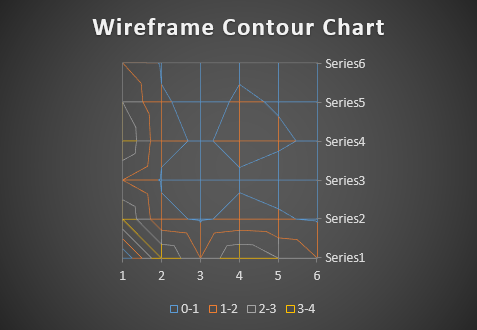 Wireframe Contour Chart
Series6
Series5
Series4
Series3
Series2
Series1
1 2 3 4 5 6
0-1 1-2 2-3 3-4